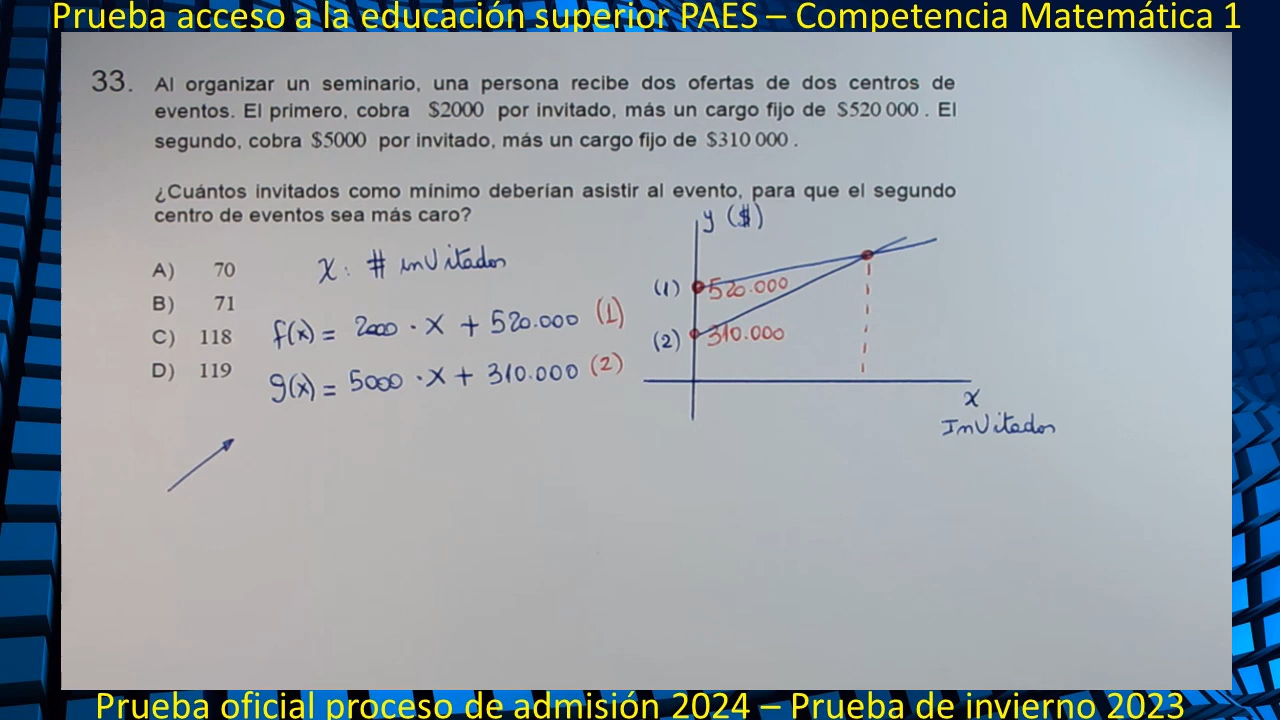 Prueba acceso a la educación superior PAES – Competencia Matemática 1
33. Al organizar un seminario, una persona recibe dos ofertas de dos centros de
eventos. El primero, cobra $2000 por invitado, más un cargo fijo de $520 000 . El
segundo, cobra $5000 por invitado, más un cargo fijo de $310 000 .
¿Cuántos invitados como mínimo deberían asistir al evento, para que el segundo
centro de eventos sea más caro?
A) 70
B) 71
C) 118
D) 119
x : # invitados
f(x) = 2000 · x + 520.000 (1)
g(x) = 5000 · x + 310.000 (2)
y ($)
(1) 520.000
(2) 310.000
x
Invitados
Prueba oficial proceso de admisión 2024 – Prueba de invierno 2023